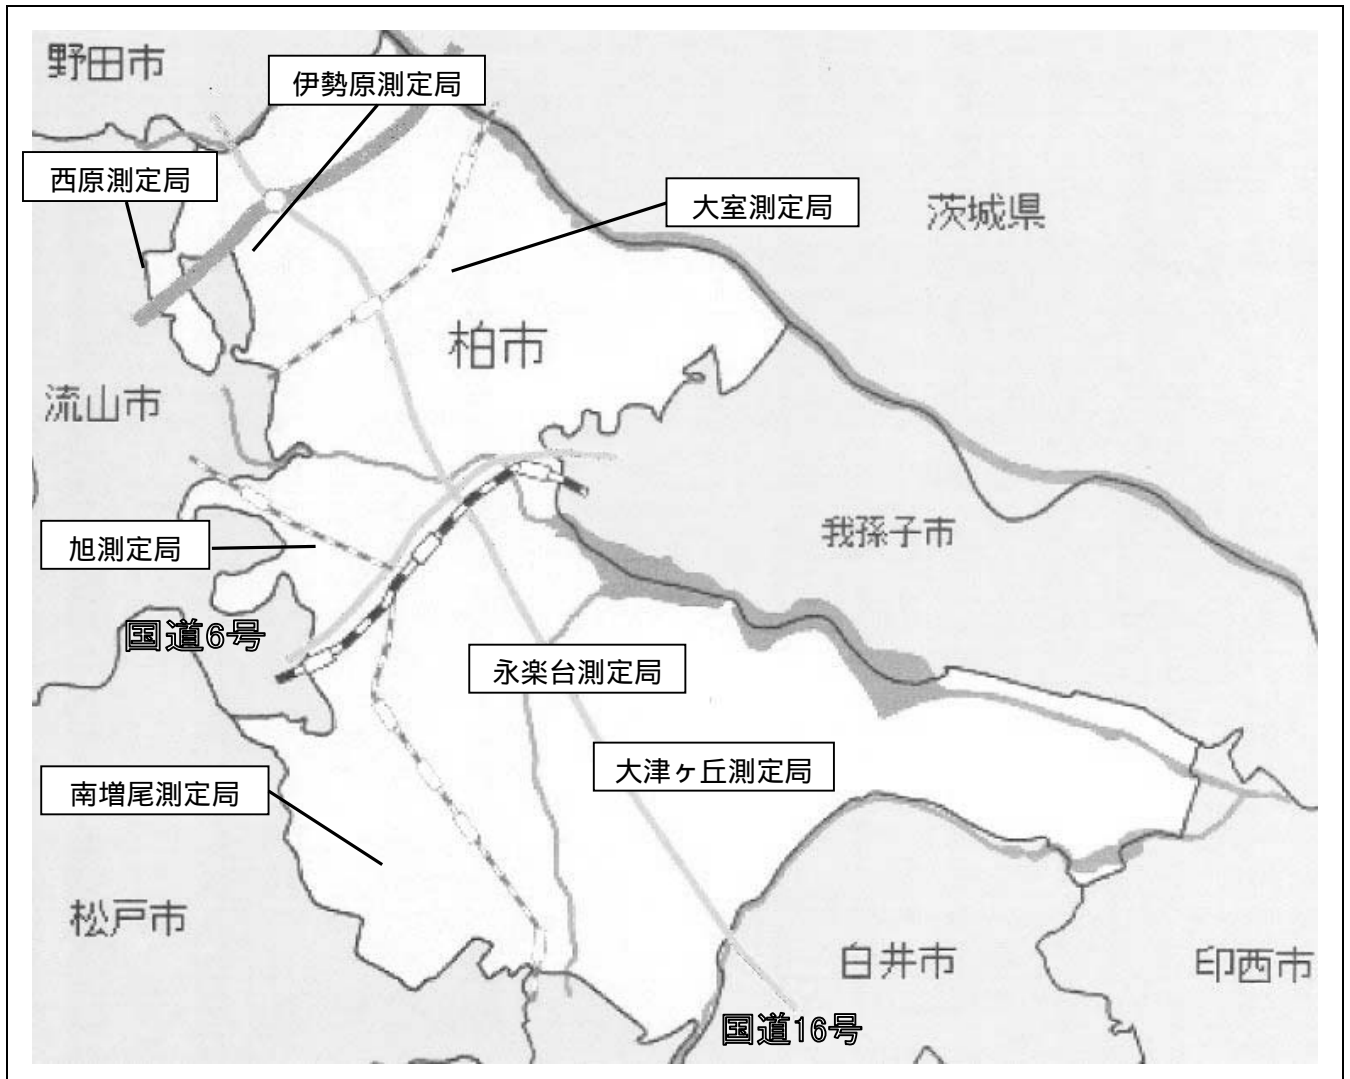 野田市
伊勢原測定局
西原測定局
大室測定局
茨城県
柏市
流山市
旭測定局
我孫子市
国道6号
永楽台測定局
大津ヶ丘測定局
南増尾測定局
松戸市
白井市
印西市
国道16号